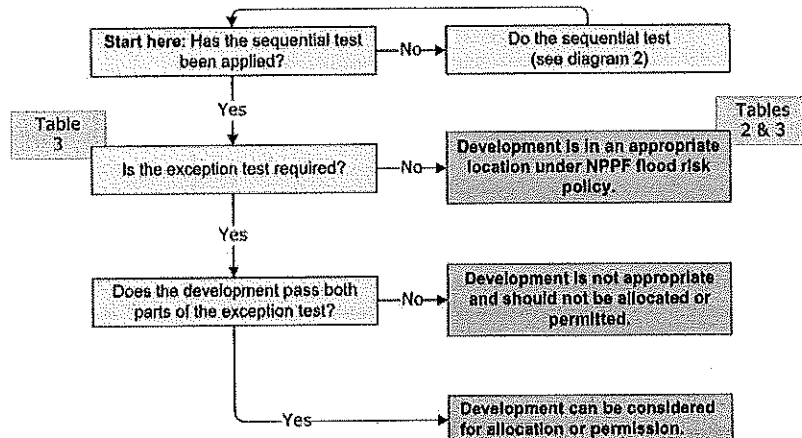 Start here: Has the sequential test
been applied?
No
Do the sequential test
(see diagram 2)
Yes
Table
3
Tables
2 & 3
Is the exception test required?
No
Development is in an appropriate
location under NPPF flood risk
policy.
Yes
Does the development pass both
parts of the exception test?
No
Development is not appropriate
and should not be allocated or
permitted.
Yes
Development can be considered
for allocation or permission.